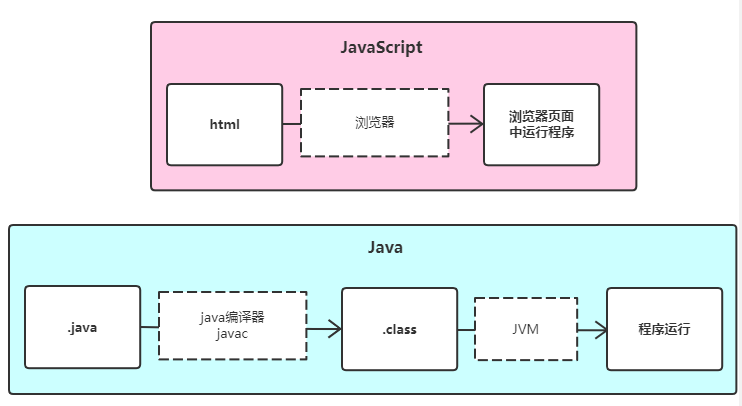 JavaScript
html
浏览器
浏览器页面
中运行程序
Java
.java
java编译器
javac
.class
JVM
程序运行